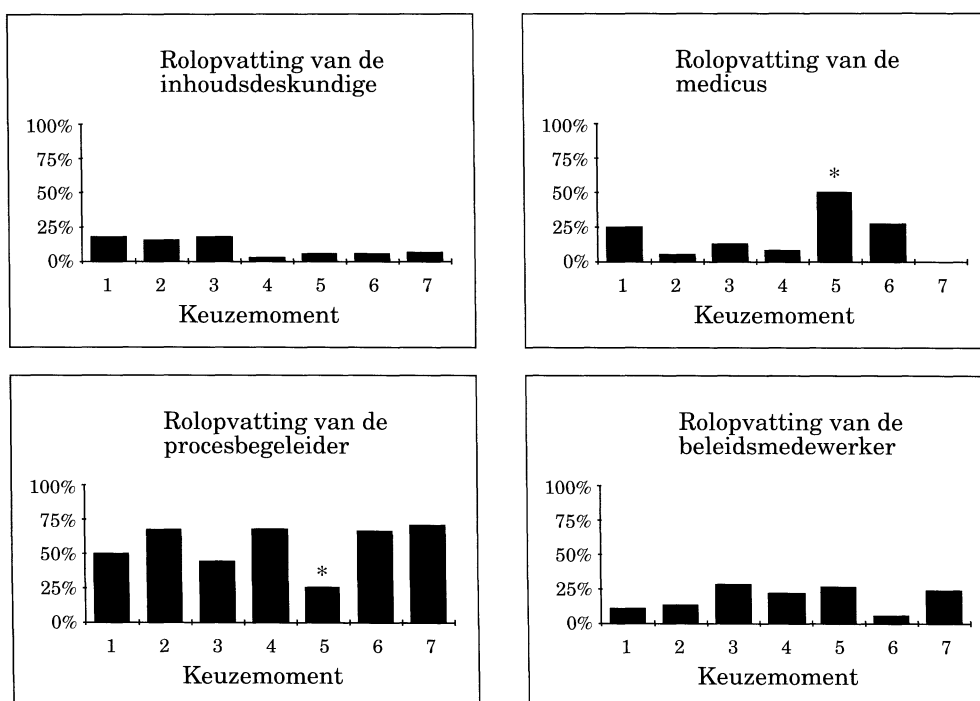 Rolopvatting van de
inhoudsdeskundige
100%
75%
50%
25%
0%
1 2 3 4 5 6 7
Keuzemoment
Rolopvatting van de
medicus
100%
75%
50%
25%
0%
*
1 2 3 4 5 6 7
Keuzemoment
Rolopvatting van de
procesbegeleider
100%
75%
50%
25%
0%
*
1 2 3 4 5 6 7
Keuzemoment
Rolopvatting van de
beleidsmedewerker
100%
75%
50%
25%
0%
1 2 3 4 5 6 7
Keuzemoment